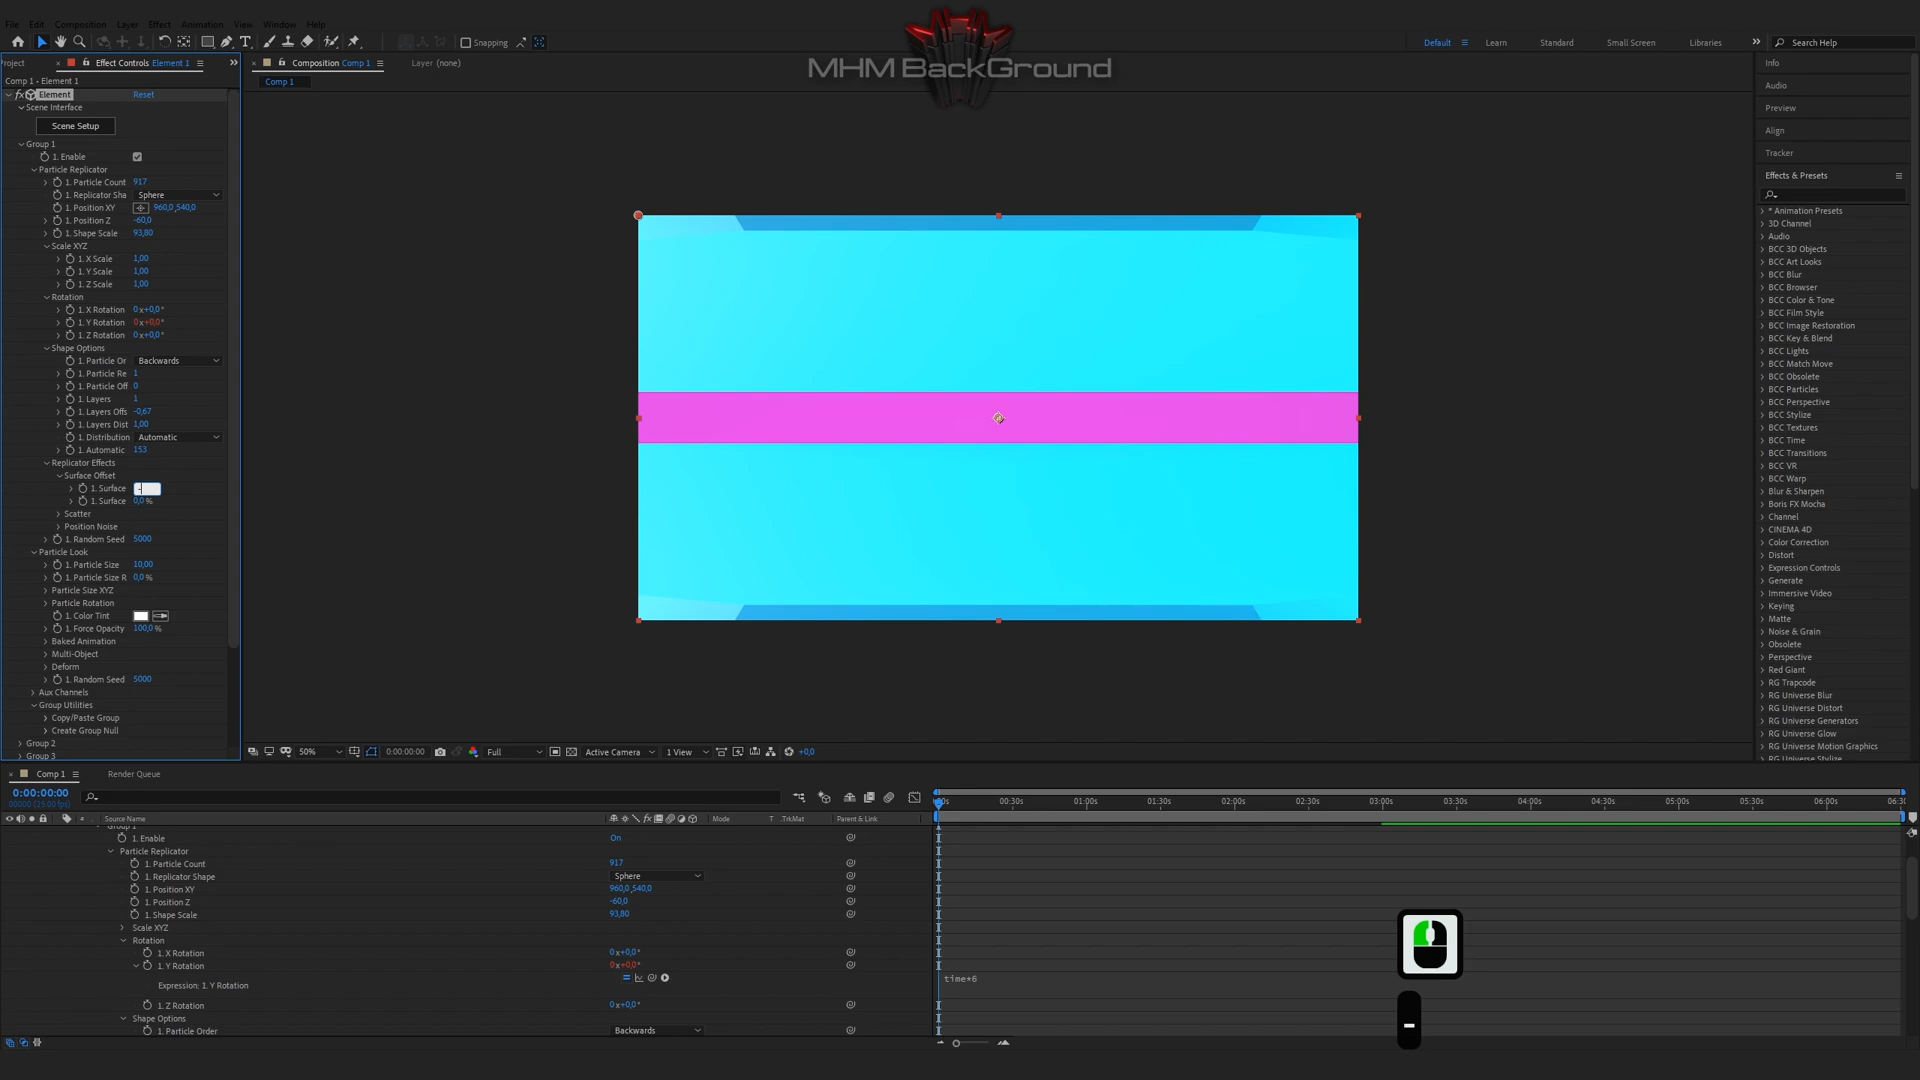 File Edit Composition Layer Effect Animation View Window Help
Snapping
Default Learn Standard Small Screen Libraries Search Help
MHM BackGround
Project Effect Controls Element 1
Comp 1 • Element 1
Element Reset
Scene Interface
Scene Setup
Group 1
1. Enable
Particle Replicator
1. Particle Count 917
1. Replicator Sha Sphere
1. Position XY 960,0 ,540,0
1. Position Z -60,0
1. Shape Scale 93,80
Scale XYZ
1. X Scale 1,00
1. Y Scale 1,00
1. Z Scale 1,00
Rotation
1. X Rotation 0 x+0,0°
1. Y Rotation 0 x+0,0°
1. Z Rotation 0 x+0,0°
Shape Options
1. Particle Or Backwards
1. Particle Re 1
1. Particle Off 0
1. Layers 1
1. Layers Offs -0,67
1. Layers Dist 1,00
1. Distribution Automatic
1. Automatic 153
Replicator Effects
Surface Offset
1. Surface -
1. Surface 0,0 %
Scatter
Position Noise
1. Random Seed 5000
Particle Look
1. Particle Size 10,00
1. Particle Size R 0,0 %
Particle Size XYZ
Particle Rotation
1. Color Tint
1. Force Opacity 100,0 %
Baked Animation
Multi-Object
Deform
1. Random Seed 5000
Aux Channels
Group Utilities
Copy/Paste Group
Create Group Null
Group 2
Group 3
Composition Comp 1 Layer (none)
Comp 1
50% 0:00:00:00 Full Active Camera 1 View +0,0
Info
Audio
Preview
Align
Tracker
Effects & Presets
* Animation Presets
3D Channel
Audio
BCC 3D Objects
BCC Art Looks
BCC Blur
BCC Browser
BCC Color & Tone
BCC Film Style
BCC Image Restoration
BCC Key & Blend
BCC Lights
BCC Match Move
BCC Obsolete
BCC Particles
BCC Perspective
BCC Stylize
BCC Textures
BCC Time
BCC Transitions
BCC VR
BCC Warp
Blur & Sharpen
Boris FX Mocha
Channel
CINEMA 4D
Color Correction
Distort
Expression Controls
Generate
Immersive Video
Keying
Matte
Noise & Grain
Obsolete
Perspective
Red Giant
RG Trapcode
RG Universe Blur
RG Universe Distort
RG Universe Generators
RG Universe Glow
RG Universe Motion Graphics
RG Universe Stylize
Comp 1 Render Queue
0:00:00:00
00000 (25.00 fps)
# Source Name Mode T .TrkMat Parent & Link
00:30s 01:00s 01:30s 02:00s 02:30s 03:00s 03:30s 04:00s 04:30s 05:00s 05:30s 06:00s 06:30
Group 1
1. Enable On
Particle Replicator
1. Particle Count 917
1. Replicator Shape Sphere
1. Position XY 960,0 ,540,0
1. Position Z -60,0
1. Shape Scale 93,80
Scale XYZ
Rotation
1. X Rotation 0 x+0,0°
1. Y Rotation 0 x+0,0°
Expression: 1. Y Rotation time*6
1. Z Rotation 0 x+0,0°
Shape Options
1. Particle Order Backwards
-